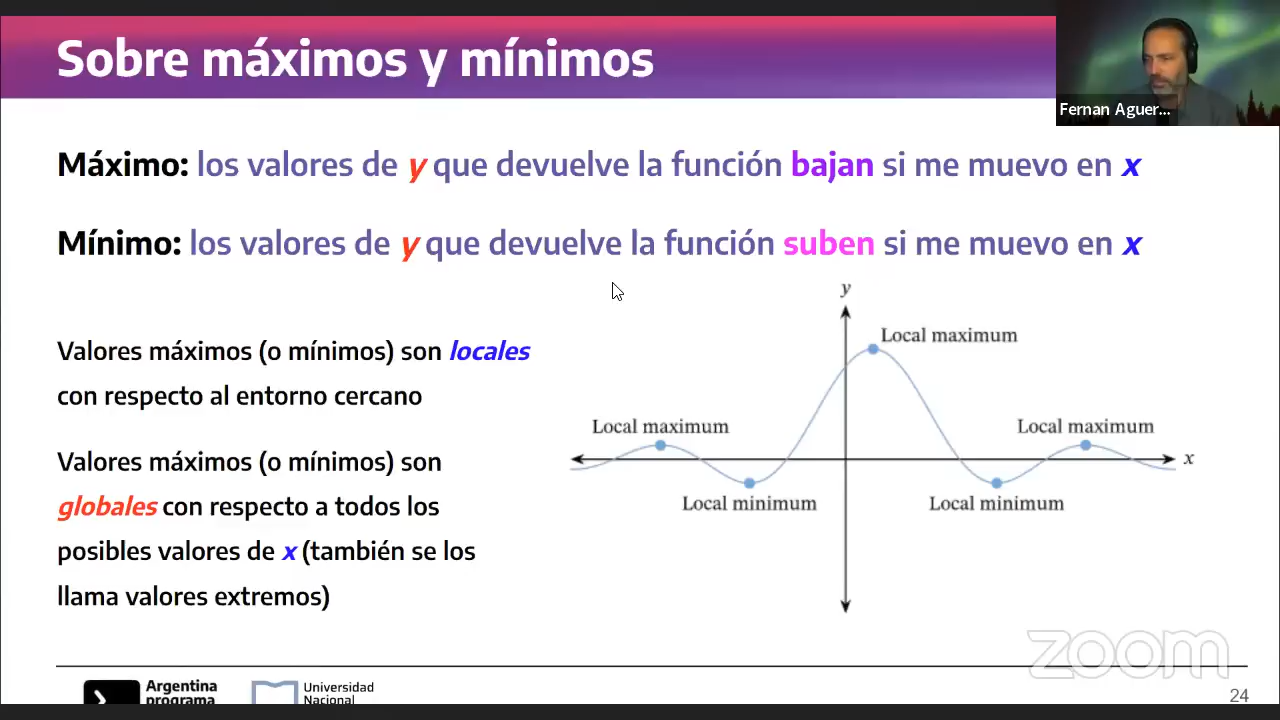 Sobre máximos y mínimos
Fernan Aguer...
Máximo: los valores de y que devuelve la función bajan si me muevo en x
Mínimo: los valores de y que devuelve la función suben si me muevo en x
Valores máximos (o mínimos) son locales
con respecto al entorno cercano
Valores máximos (o mínimos) son
globales con respecto a todos los
posibles valores de x (también se los
llama valores extremos)
y
Local maximum
Local maximum
Local maximum
x
Local minimum
Local minimum
zoom
Argentina
programa
Universidad
Nacional
24